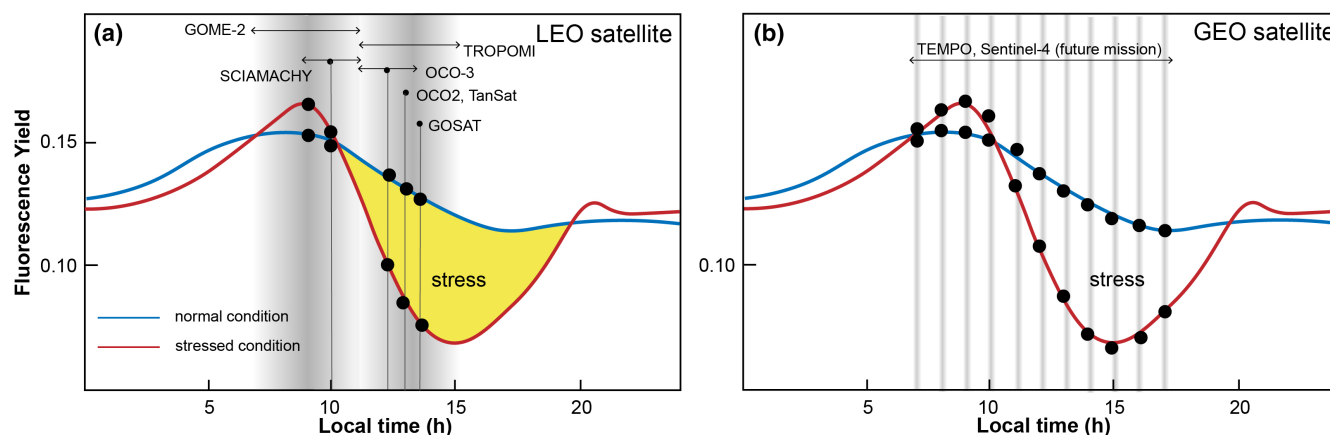 (a)
LEO satellite
GOME-2
TROPOMI
SCIAMACHY
OCO-3
OCO2, TanSat
GOSAT
Fluorescence Yield
0.15
0.10
stress
normal condition
stressed condition
5
10
15
20
Local time (h)
(b)
GEO satellite
TEMPO, Sentinel-4 (future mission)
0.10
stress
5
10
15
20
Local time (h)